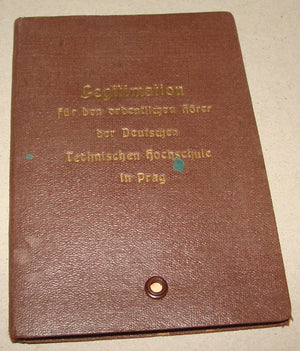 Legitimation
für den ordentlichen Hörer
der Deutschen
Technischen Hochschule
in Prag